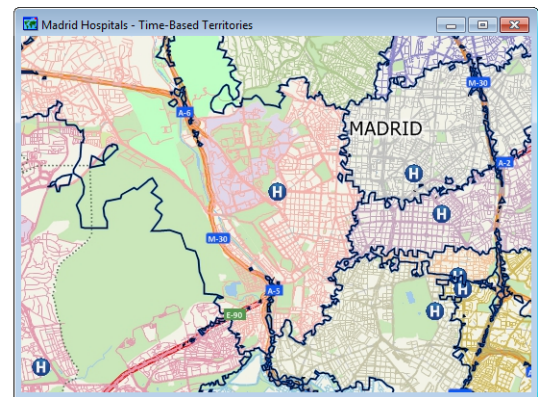 Madrid Hospitals - Time-Based Territories
M-30
A-6
MADRID
A-2
H
H
H
M-30
H
H
A-5
E-90
H
H